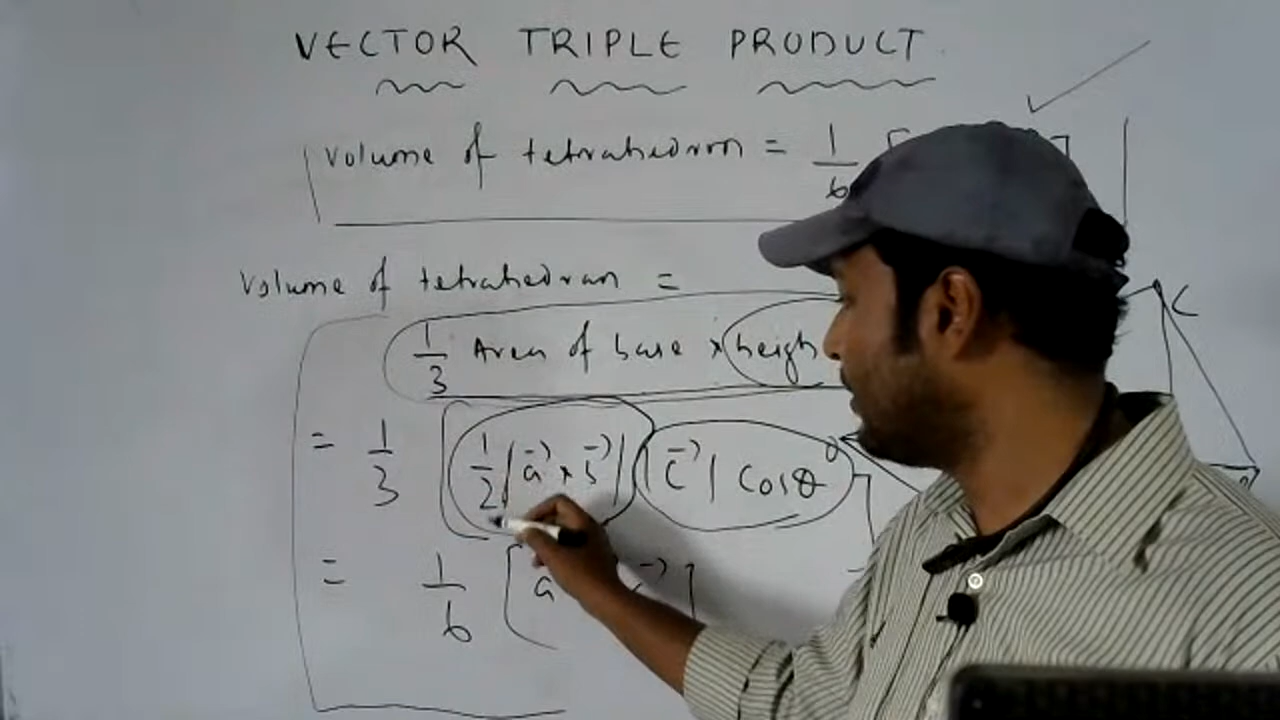 VECTOR TRIPLE PRODUCT
Volume of tetrahedron = 1/6 [
Volume of tetrahedron =
1/3 Area of base × heigh
C
= 1/3 [1/2 |a⃗ × b⃗| |c⃗| cosθ
= 1/6 [a c⃗]